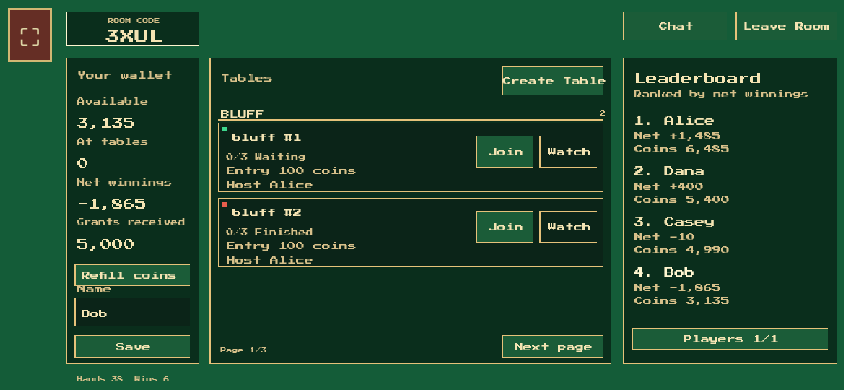 ROOM CODE
3XUL
Chat
Leave Room
Your wallet
Available
3,135
At tables
0
Net winnings
-1,865
Grants received
5,000
Refill coins
Name
Dob
Save
Hands 38 Wins 6
Tables
Create Table
BLUFF
2
bluff #1
0/3 Waiting
Entry 100 coins
Host Alice
Join
Watch
bluff #2
0/3 Finished
Entry 100 coins
Host Alice
Join
Watch
Page 1/3
Next page
Leaderboard
Ranked by net winnings
1. Alice
Net +1,485
Coins 6,485
2. Dana
Net +400
Coins 5,400
3. Casey
Net -10
Coins 4,990
4. Bob
Net -1,865
Coins 3,135
Players 1/1